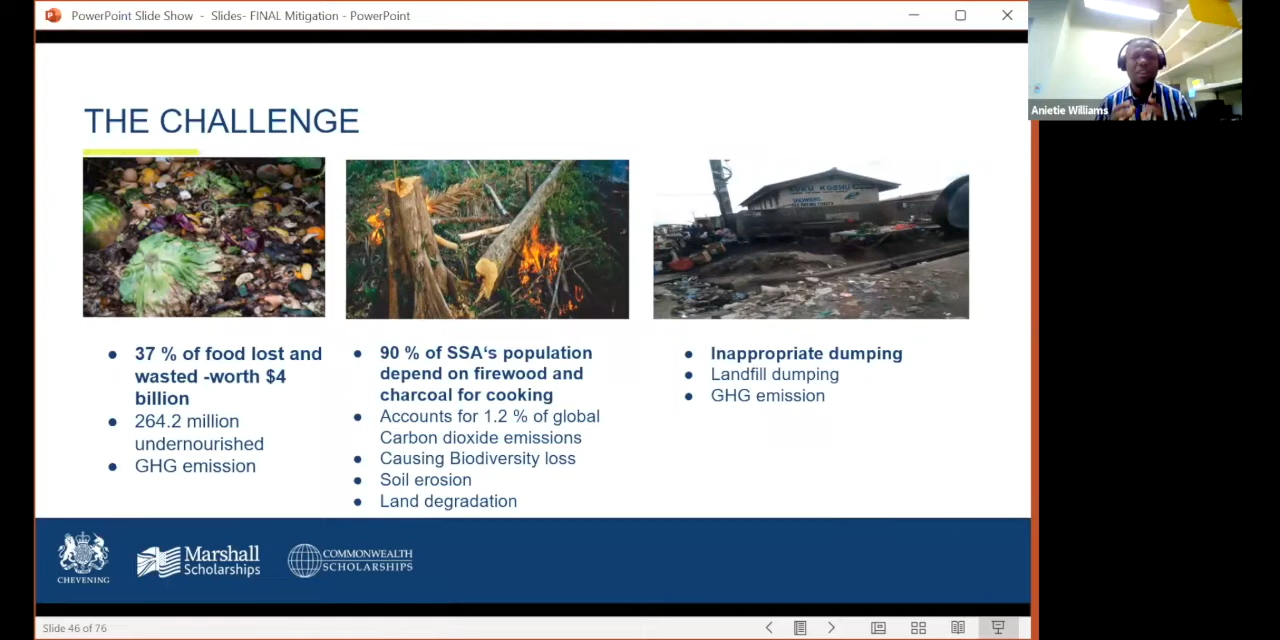 PowerPoint Slide Show - Slides- FINAL Mitigation - PowerPoint
Anietie Williams
THE CHALLENGE
● 37 % of food lost and
wasted -worth $4
billion
● 264.2 million
undernourished
● GHG emission
● 90 % of SSA‘s population
depend on firewood and
charcoal for cooking
● Accounts for 1.2 % of global
Carbon dioxide emissions
● Causing Biodiversity loss
● Soil erosion
● Land degradation
● Inappropriate dumping
● Landfill dumping
● GHG emission
CHEVENING
Marshall
Scholarships
COMMONWEALTH
SCHOLARSHIPS
Slide 46 of 76